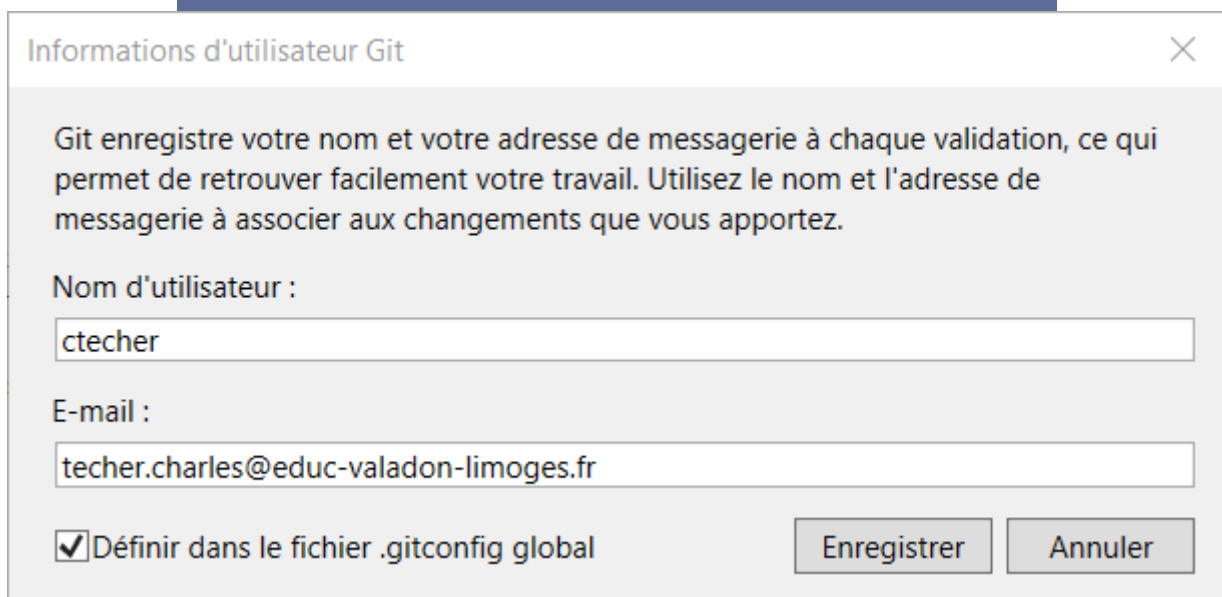 Informations d'utilisateur Git
Git enregistre votre nom et votre adresse de messagerie à chaque validation, ce qui
permet de retrouver facilement votre travail. Utilisez le nom et l'adresse de
messagerie à associer aux changements que vous apportez.
Nom d'utilisateur :
ctecher
E-mail :
techer.charles@educ-valadon-limoges.fr
Définir dans le fichier .gitconfig global
Enregistrer
Annuler